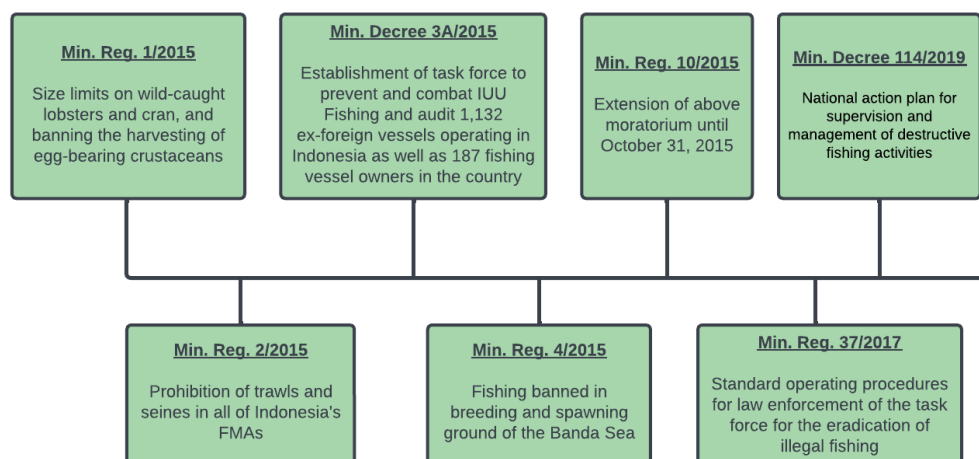 Min. Reg. 1/2015
Size limits on wild-caught
lobsters and cran, and
banning the harvesting of
egg-bearing crustaceans
Min. Decree 3A/2015
Establishment of task force to
prevent and combat IUU
Fishing and audit 1,132
ex-foreign vessels operating in
Indonesia as well as 187 fishing
vessel owners in the country
Min. Reg. 10/2015
Extension of above
moratorium until
October 31, 2015
Min. Decree 114/2019
National action plan for
supervision and
management of destructive
fishing activities
Min. Reg. 2/2015
Prohibition of trawls and
seines in all of Indonesia's
FMAs
Min. Reg. 4/2015
Fishing banned in
breeding and spawning
ground of the Banda Sea
Min. Reg. 37/2017
Standard operating procedures
for law enforcement of the task
force for the eradication of
illegal fishing